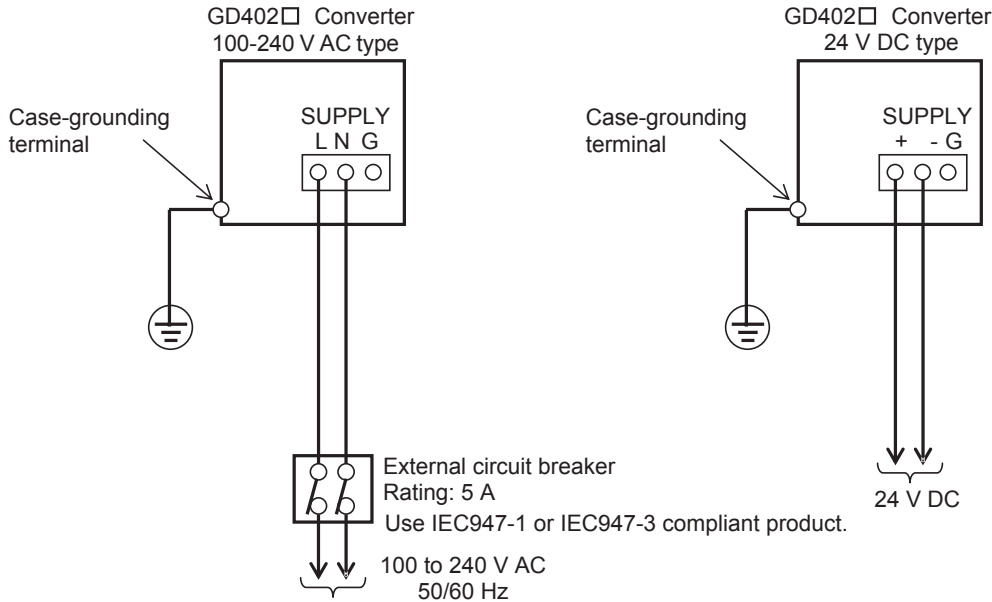 GD402□ Converter
100-240 V AC type
Case-grounding
terminal
SUPPLY
L N G
External circuit breaker
Rating: 5 A
Use IEC947-1 or IEC947-3 compliant product.
100 to 240 V AC
50/60 Hz
GD402□ Converter
24 V DC type
Case-grounding
terminal
SUPPLY
+ - G
24 V DC